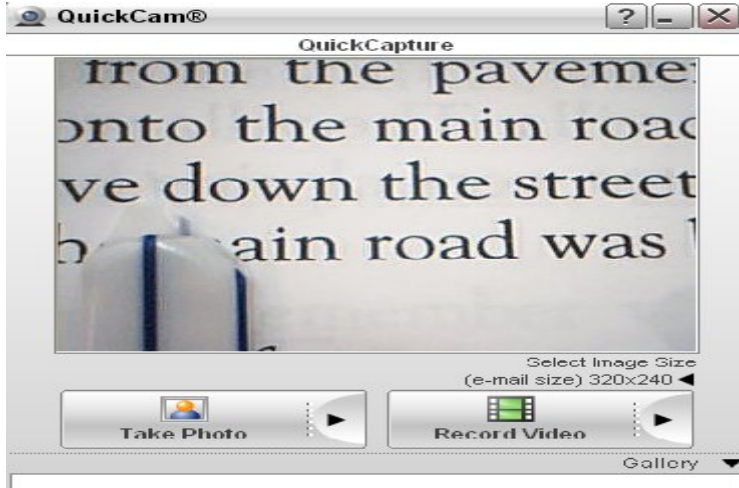 QuickCam®
QuickCapture
from the paveme
onto the main road
ve down the street
ain road was
Select Image Size
(e-mail size) 320x240
Take Photo
Record Video
Gallery